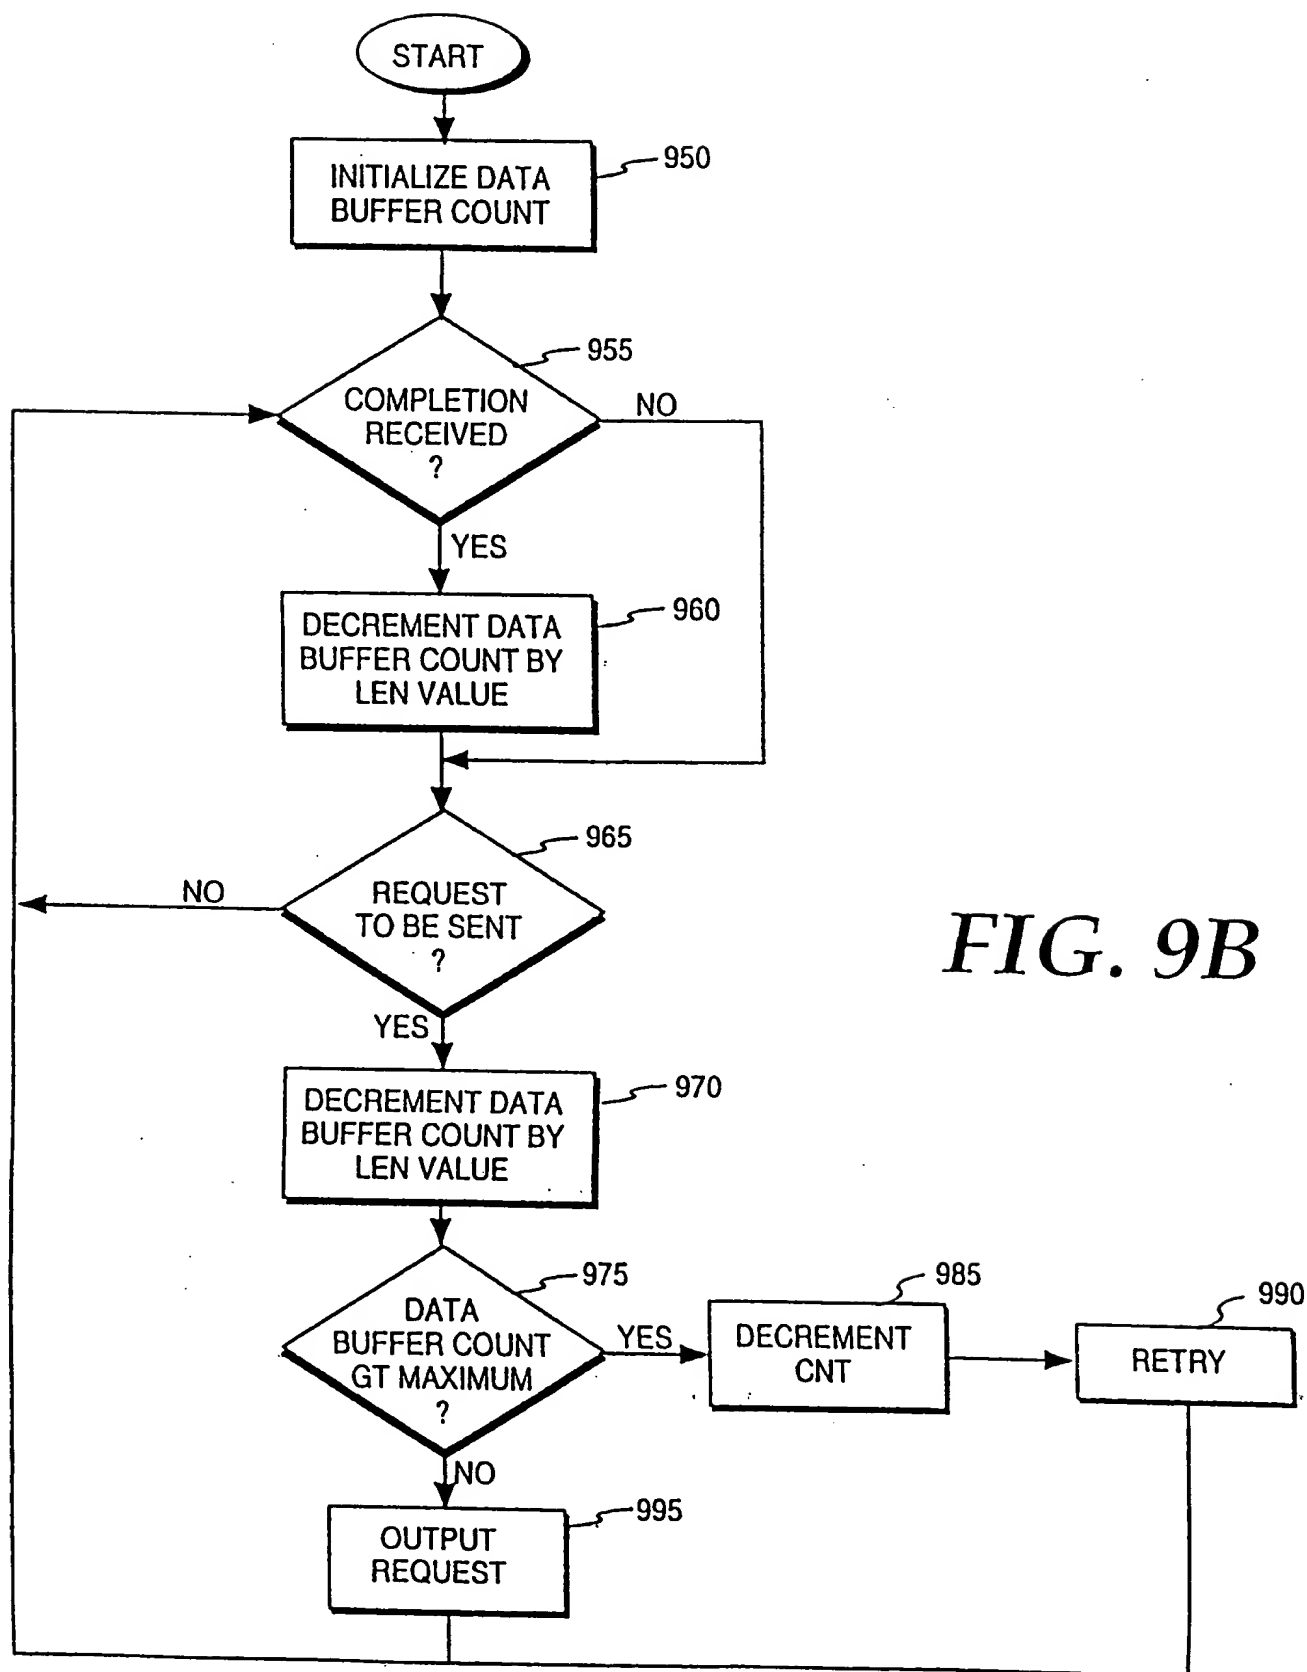 START
INITIALIZE DATA
BUFFER COUNT
950
COMPLETION
RECEIVED
?
955
NO
YES
DECREMENT DATA
BUFFER COUNT BY
LEN VALUE
960
REQUEST
TO BE SENT
?
965
NO
YES
FIG. 9B
DECREMENT DATA
BUFFER COUNT BY
LEN VALUE
970
DATA
BUFFER COUNT
GT MAXIMUM
?
975
YES
DECREMENT
CNT
985
RETRY
990
NO
OUTPUT
REQUEST
995